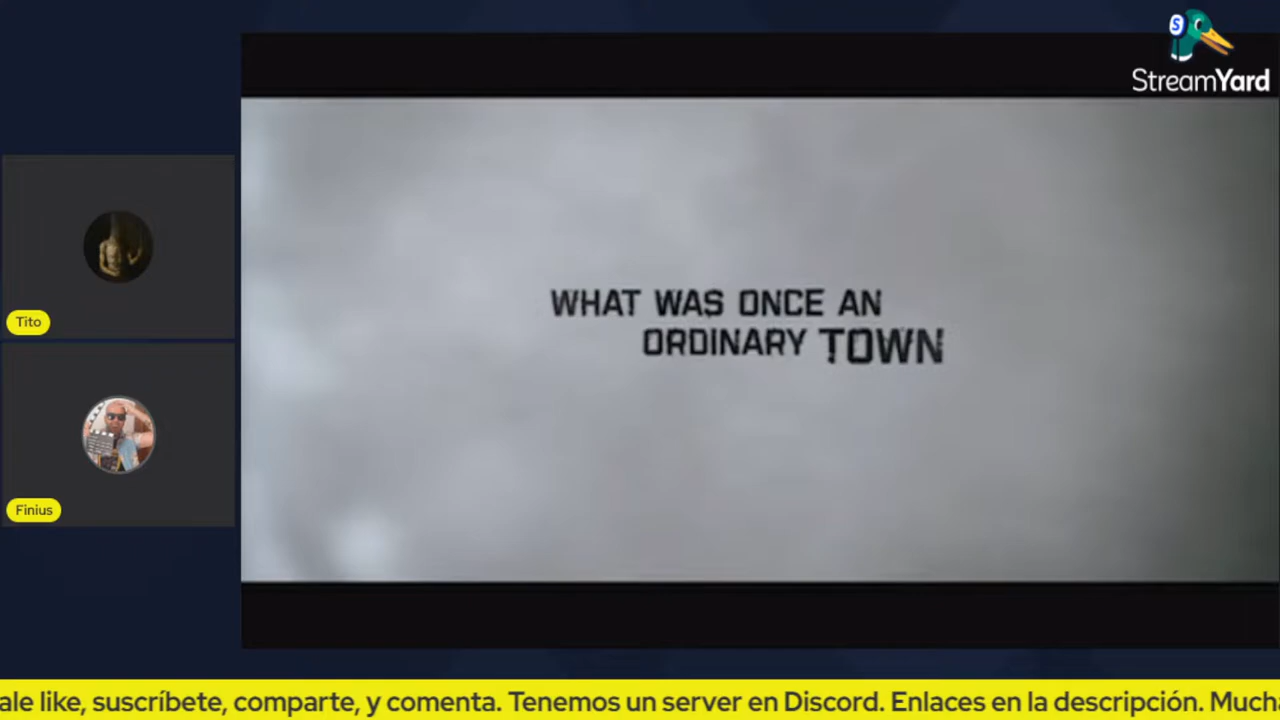 StreamYard
WHAT WAS ONCE AN
ORDINARY TOWN
Tito
Finius
ale like, suscríbete, comparte, y comenta. Tenemos un server en Discord. Enlaces en la descripción. Mucha